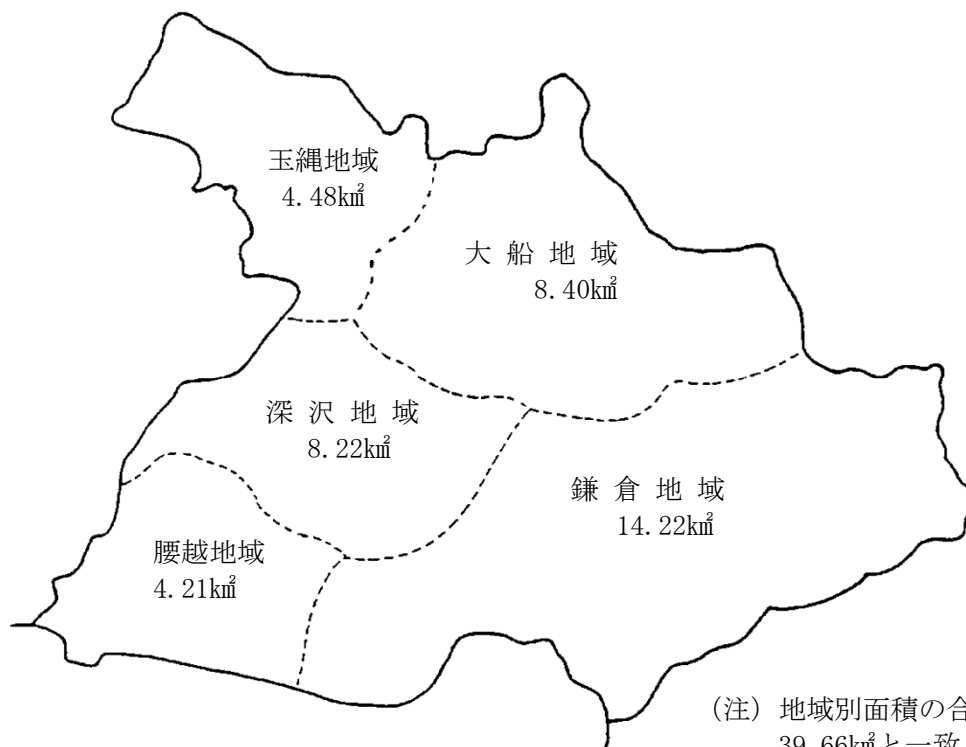 玉縄地域
4.48㎢
大船地域
8.40㎢
深沢地域
8.22㎢
鎌倉地域
14.22㎢
腰越地域
4.21㎢
(注) 地域別面積の合
39.66㎢と一致